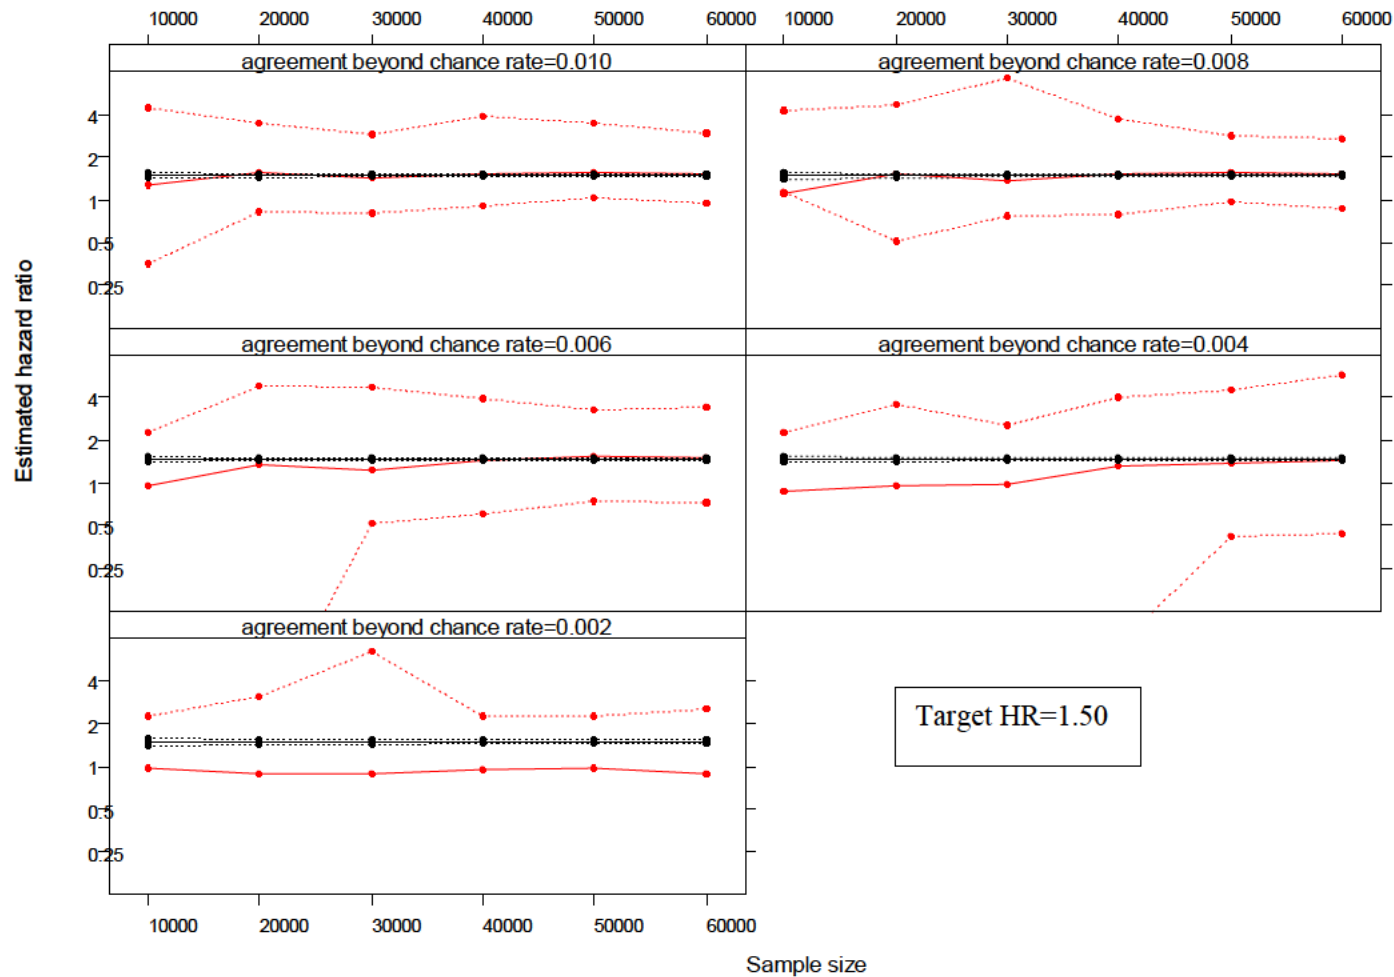 10000 20000 30000 40000 50000 60000 10000 20000 30000 40000 50000 60000
agreement beyond chance rate=0.010 agreement beyond chance rate=0.008
4
2
1
0.5
0.25
Estimated hazard ratio
agreement beyond chance rate=0.006 agreement beyond chance rate=0.004
4
2
1
0.5
0.25
agreement beyond chance rate=0.002
4
2
1
0.5
0.25
Target HR=1.50
10000 20000 30000 40000 50000 60000
Sample size